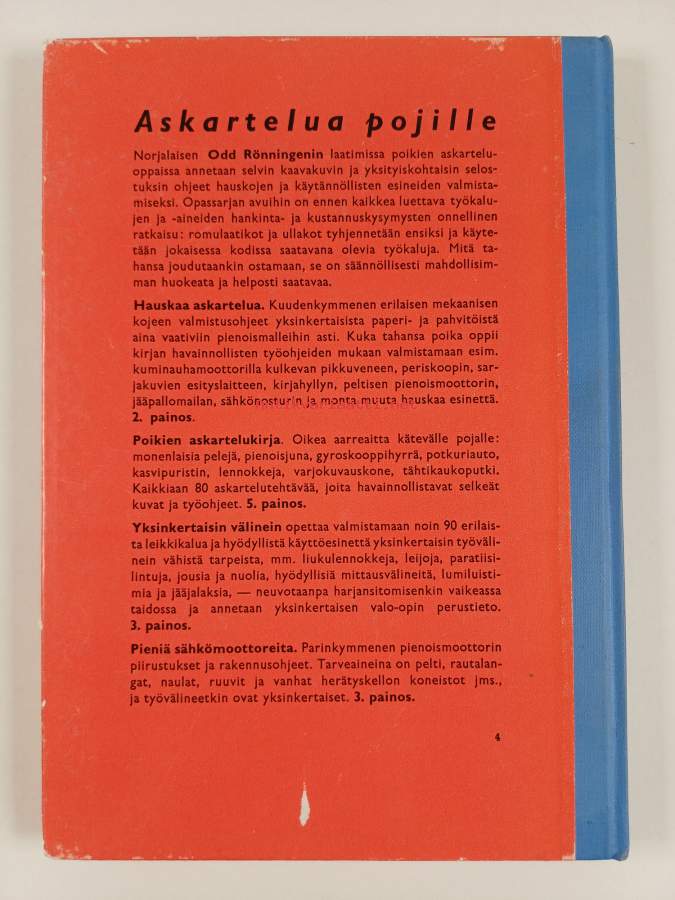 Askartelua pojille
Norjalaisen Odd Rönningenin laatimissa poikien askartelu-
oppaissa annetaan selvin kaavakuvin ja yksityiskohtaisin selos-
tuksin ohjeet hauskojen ja käytännöllisten esineiden valmista-
miseksi. Opassarjan avuihin on ennen kaikkea luettava työkalu-
jen ja -aineiden hankinta- ja kustannuskysymysten onnellinen
ratkaisu: romulaatikot ja ullakot tyhjennetään ensiksi ja käyte-
tään jokaisessa kodissa saatavana olevia työkaluja. Mitä ta-
hansa joudutaankin ostamaan, se on säännöllisesti mahdollisim-
man huokeata ja helposti saatavaa.
Hauskaa askartelua. Kuudenkymmenen erilaisen mekaanisen
kojeen valmistusohjeet yksinkertaisista paperi- ja pahvitöistä
aina vaativiin pienoismalleihin asti. Kuka tahansa poika oppii
kirjan havainnollisten työohjeiden mukaan valmistamaan esim.
kuminauhamoottorilla kulkevan pikkuveneen, periskoopin, sar-
jakuvien esityslaitteen, kirjahyllyn, peltisen pienoismoottorin,
jääpallomailan, sähkönosturin ja monta muuta hauskaa esinettä.
2. painos.
Poikien askartelukirja. Oikea aarreaitta kätevälle pojalle:
monenlaisia pelejä, pienoisjuna, gyroskooppihyrrä, potkuriauto,
kasvipuristin, lennokkeja, varjokuvauskone, tähtikaukoputki.
Kaikkiaan 80 askartelutehtävää, joita havainnollistavat selkeät
kuvat ja työohjeet. 5. painos.
Yksinkertaisin välinein opettaa valmistamaan noin 90 erilais-
ta leikkikalua ja hyödyllistä käyttöesinettä yksinkertaisin työväli-
nein vähistä tarpeista, mm. liukulennokkeja, leijoja, paratiisi-
lintuja, jousia ja nuolia, hyödyllisiä mittausvälineitä, lumiluisti-
mia ja jääjalaksia, — neuvotaanpa harjansitomisenkin vaikeassa
taidossa ja annetaan yksinkertaisen valo-opin perustieto.
3. painos.
Pieniä sähkömoottoreita. Parinkymmenen pienoismoottorin
piirustukset ja rakennusohjeet. Tarveaineina on pelti, rautalan-
gat, naulat, ruuvit ja vanhat herätyskellon koneistot jms.,
ja työvälineetkin ovat yksinkertaiset. 3. painos.
4